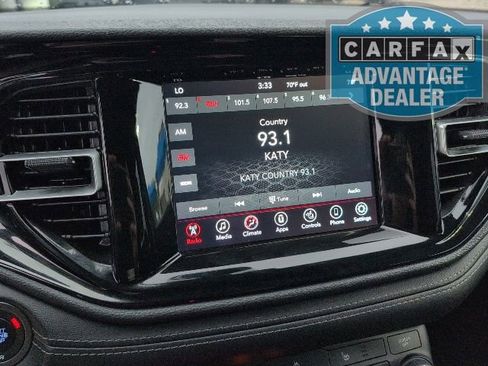 CARFAX
ADVANTAGE
DEALER
LO 3:33 70°F out
92.3 101.5 107.5 95.5
AM
Country
93.1
KATY
KATY COUNTRY 93.1
Browse Tune Audio
Radio Media Climate Apps Controls Phone Settings